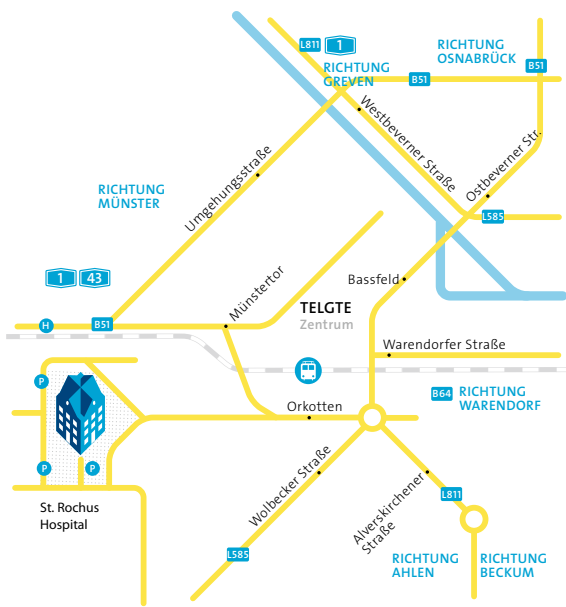 L811 1
RICHTUNG
GREVEN
RICHTUNG
OSNABRÜCK
B51
B51
Westbeverner Straße
Ostbeverner Str.
Umgehungsstraße
RICHTUNG
MÜNSTER
L585
1 43
Münstertor
Bassfeld
TELGTE
Zentrum
H
B51
Warendorfer Straße
P
B64
RICHTUNG
WARENDORF
Orkotten
P
P
Wolbecker Straße
Alverskirchener
Straße
L811
St. Rochus
Hospital
L585
RICHTUNG
AHLEN
RICHTUNG
BECKUM